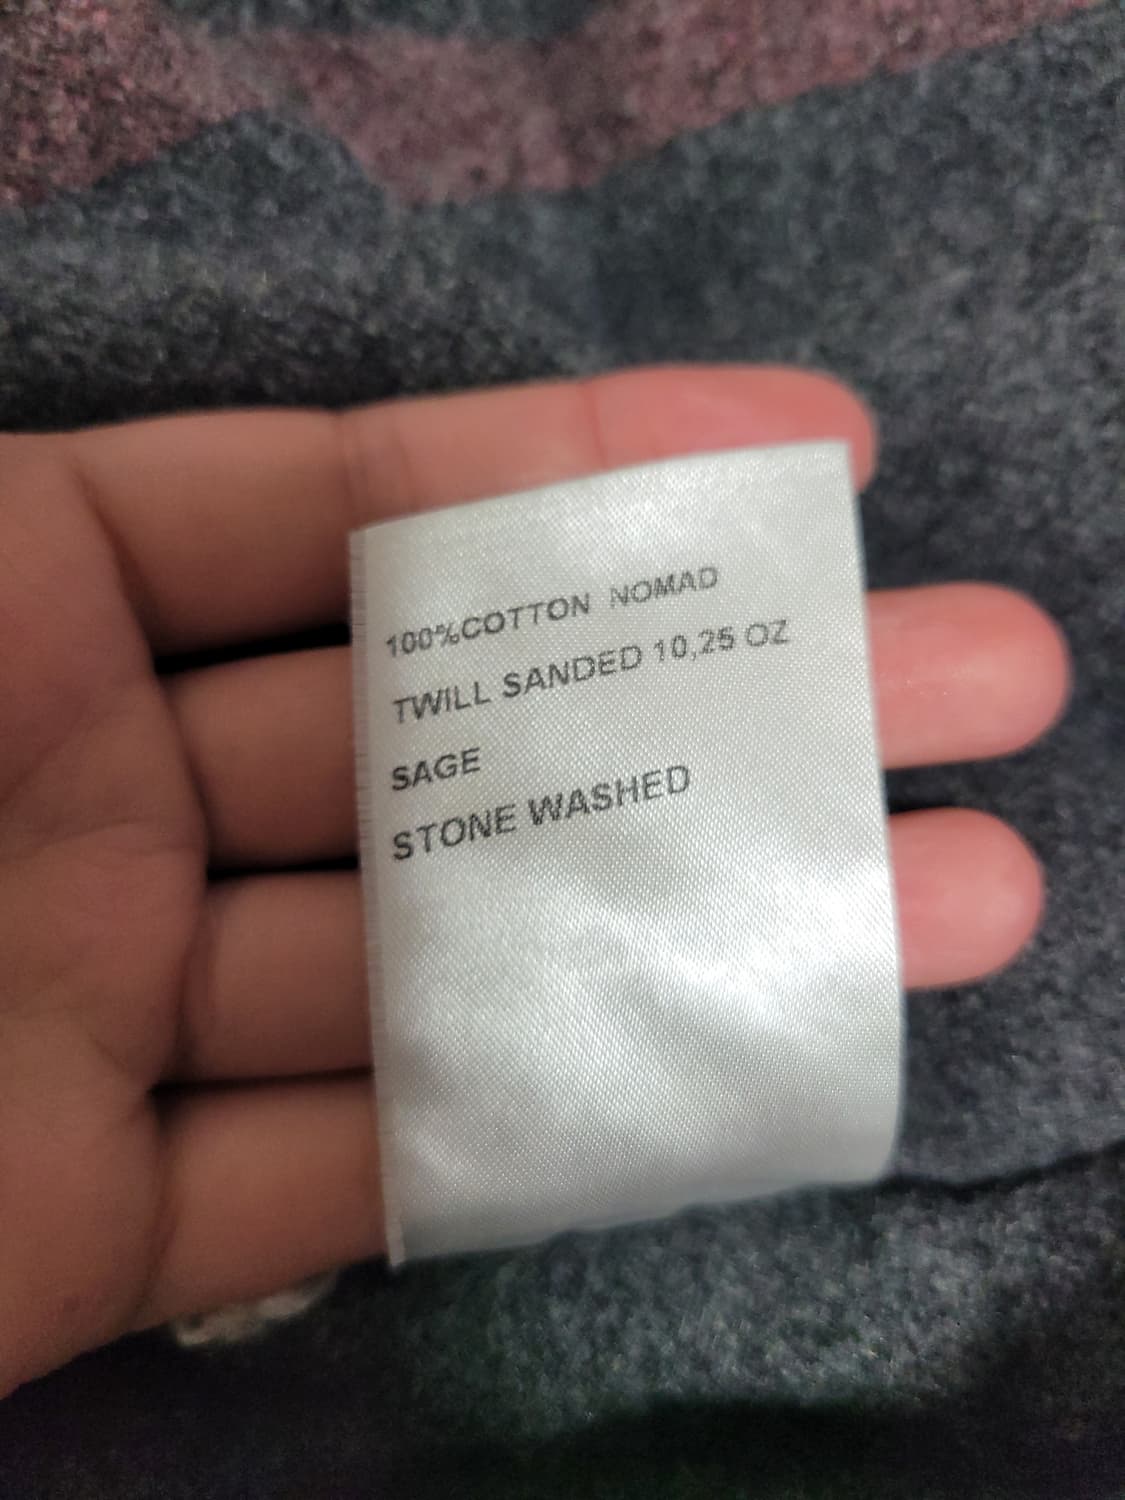 100%COTTON NOMAD
TWILL SANDED 10,25 OZ
SAGE
STONE WASHED